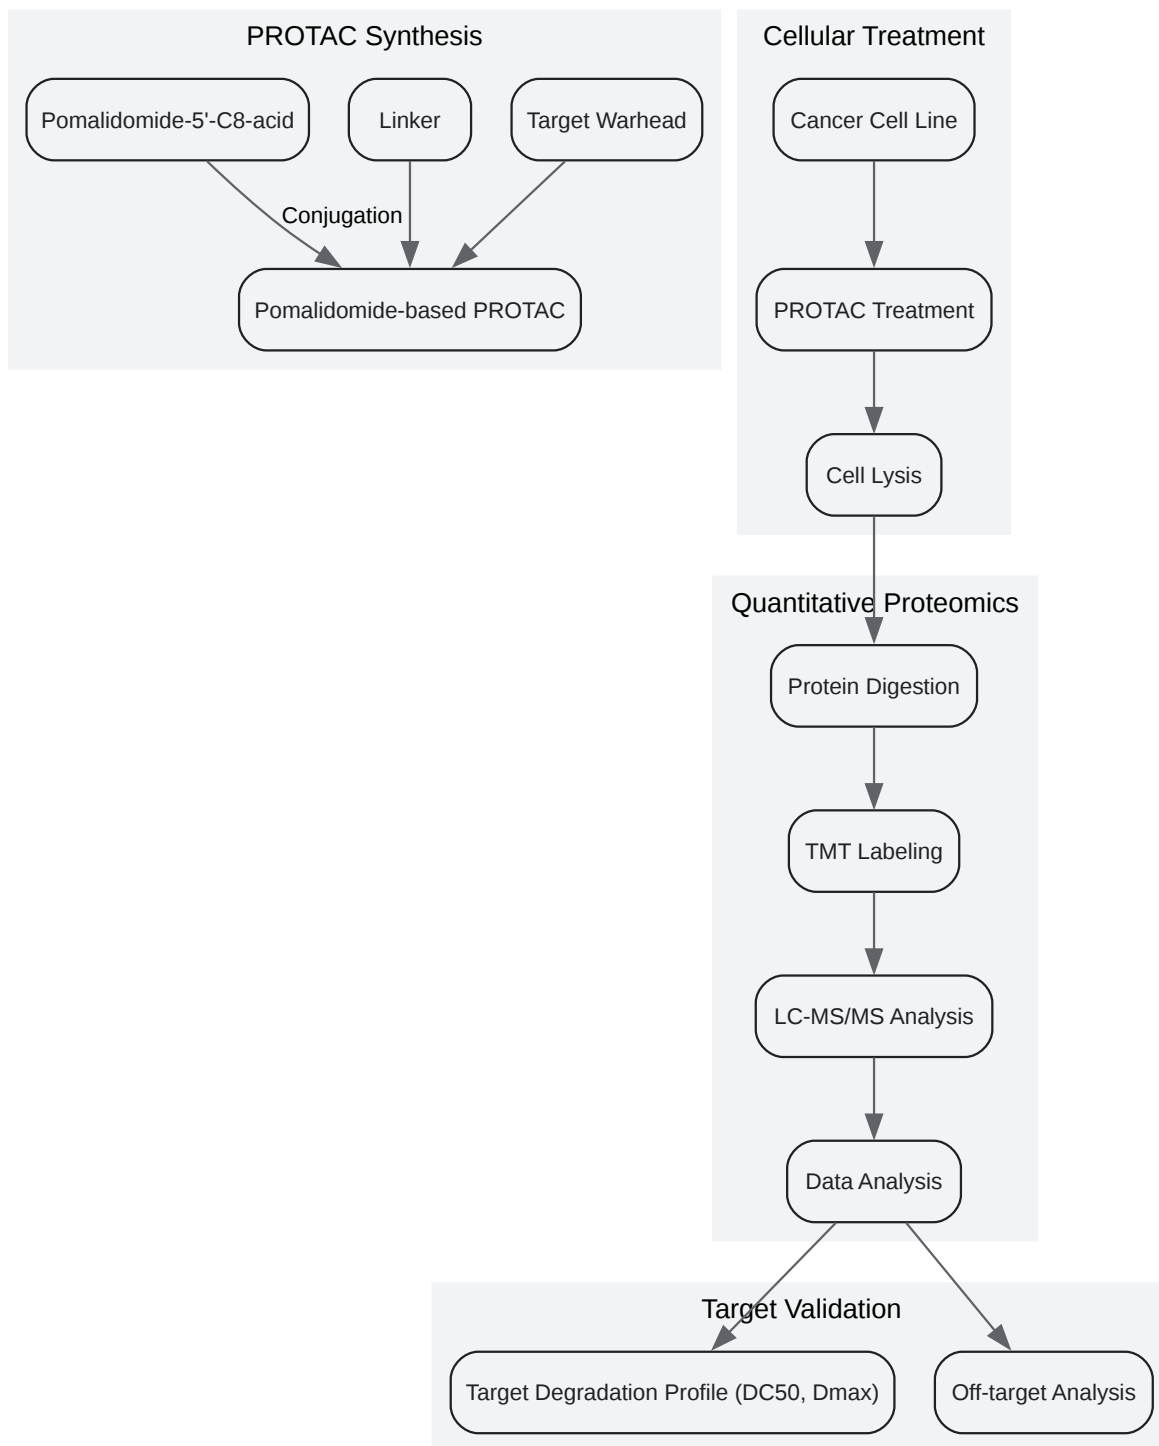 PROTAC Synthesis
Pomalidomide-5'-C8-acid
Linker
Target Warhead
Conjugation
Pomalidomide-based PROTAC
Cellular Treatment
Cancer Cell Line
PROTAC Treatment
Cell Lysis
Quantitative Proteomics
Protein Digestion
TMT Labeling
LC-MS/MS Analysis
Data Analysis
Target Validation
Target Degradation Profile (DC50, Dmax)
Off-target Analysis